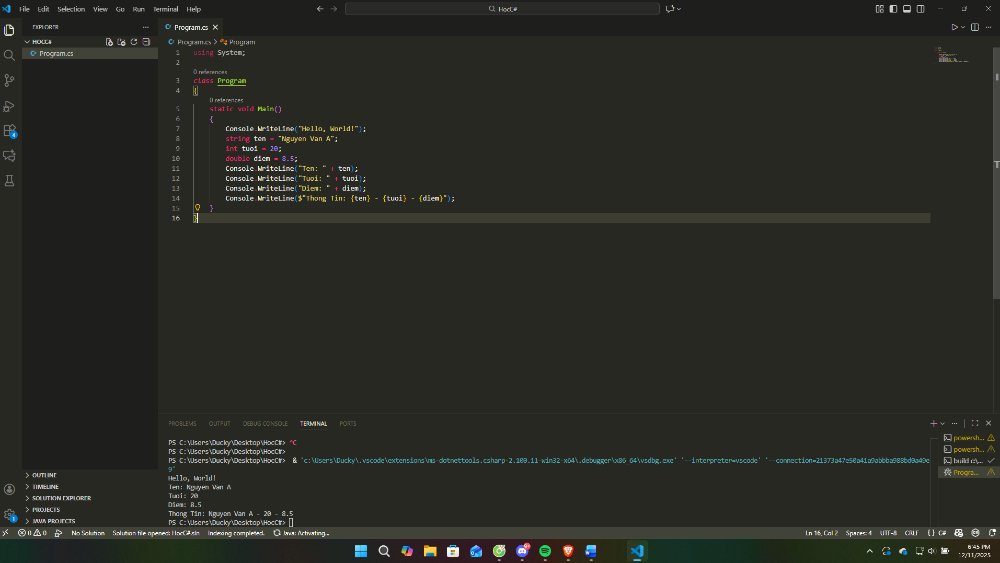 File Edit Selection View Go Run Terminal Help
HocC#
EXPLORER
HOCC#
Program.cs
4
OUTLINE
TIMELINE
SOLUTION EXPLORER
PROJECTS
JAVA PROJECTS
1
Program.cs
Program.cs > Program
1 using System;
2
0 references
3 class Program
4 {
0 references
5 static void Main()
6 {
7 Console.WriteLine("Hello, World!");
8 string ten = "Nguyen Van A";
9 int tuoi = 20;
10 double diem = 8.5;
11 Console.WriteLine("Ten: " + ten);
12 Console.WriteLine("Tuoi: " + tuoi);
13 Console.WriteLine("Diem: " + diem);
14 Console.WriteLine($"Thong Tin: {ten} - {tuoi} - {diem}");
15 }
16 }
PROBLEMS OUTPUT DEBUG CONSOLE TERMINAL PORTS
PS C:\Users\Ducky\Desktop\HocC#> ^C
PS C:\Users\Ducky\Desktop\HocC#>
PS C:\Users\Ducky\Desktop\HocC#> & 'c:\Users\Ducky\.vscode\extensions\ms-dotnettools.csharp-2.100.11-win32-x64\.debugger\x86_64\vsdbg.exe' '--interpreter=vscode' '--connection=21373a47e50a41a9abbba988bd0a49e
9'
Hello, World!
Ten: Nguyen Van A
Tuoi: 20
Diem: 8.5
Thong Tin: Nguyen Van A - 20 - 8.5
PS C:\Users\Ducky\Desktop\HocC#>
powersh...
powersh...
build c:\...
Progra...
0 0 No Solution Solution file opened: HocC#.sln Indexing completed. Java: Activating...
Ln 16, Col 2 Spaces: 4 UTF-8 CRLF {} C#
9+
6:45 PM
12/11/2025